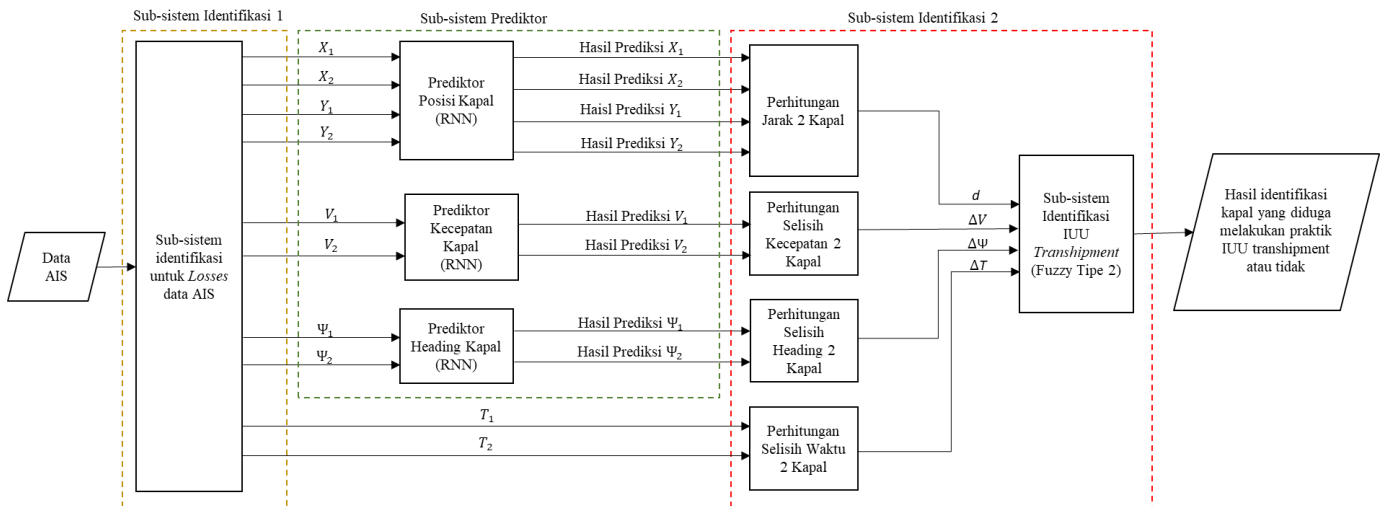 Sub-sistem Identifikasi 1
Sub-sistem Prediktor
Sub-sistem Identifikasi 2
Data
AIS
Sub-sistem
identifikasi
untuk Losses
data AIS
X₁
X₂
Y₁
Y₂
V₁
V₂
Ψ₁
Ψ₂
T₁
T₂
Prediktor
Posisi Kapal
(RNN)
Prediktor
Kecepatan
Kapal
(RNN)
Prediktor
Heading Kapal
(RNN)
Hasil Prediksi X₁
Hasil Prediksi X₂
Haisl Prediksi Y₁
Hasil Prediksi Y₂
Hasil Prediksi V₁
Hasil Prediksi V₂
Hasil Prediksi Ψ₁
Hasil Prediksi Ψ₂
Perhitungan
Jarak 2 Kapal
Perhitungan
Selisih
Kecepatan 2
Kapal
Perhitungan
Selisih
Heading 2
Kapal
Perhitungan
Selisih Waktu
2 Kapal
d
ΔV
ΔΨ
ΔT
Sub-sistem
Identifikasi
IUU
Transhipment
(Fuzzy Tipe 2)
Hasil identifikasi
kapal yang diduga
melakukan praktik
IUU transhipment
atau tidak